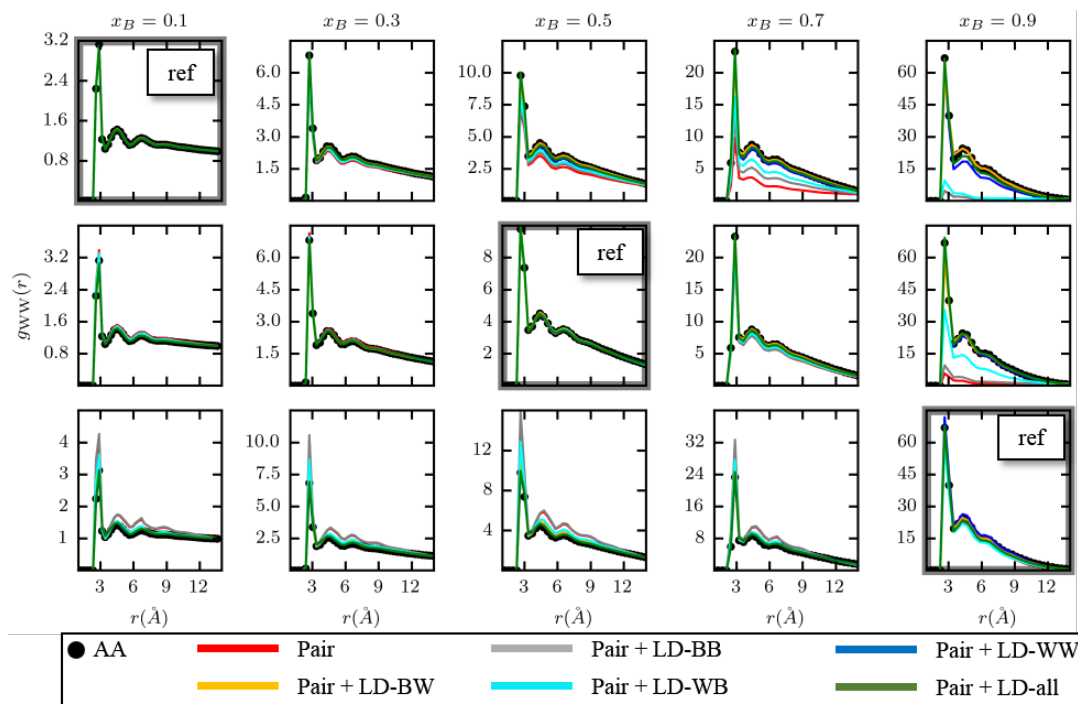 x_B = 0.1 x_B = 0.3 x_B = 0.5 x_B = 0.7 x_B = 0.9
3.2 2.4 1.6 0.8 ref
6.0 4.5 3.0 1.5
10.0 7.5 5.0 2.5
20 15 10 5
60 45 30 15
g_WW(r)
3.2 2.4 1.6 0.8
6.0 4.5 3.0 1.5
8 6 4 2 ref
20 15 10 5
60 45 30 15
4 3 2 1
10.0 7.5 5.0 2.5
12 8 4
32 24 16 8
60 45 30 15 ref
3 6 9 12 3 6 9 12 3 6 9 12 3 6 9 12 3 6 9 12
r(Å) r(Å) r(Å) r(Å) r(Å)
AA Pair Pair + LD-BB Pair + LD-WW
Pair + LD-BW Pair + LD-WB Pair + LD-all